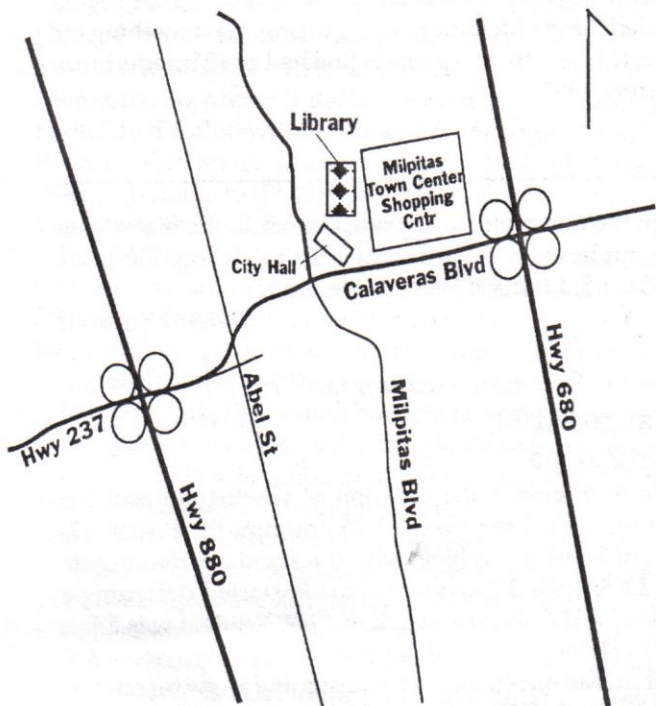 Library
Milpitas
Town Center
Shopping
Cntr
City Hall
Calaveras Blvd
Hwy 680
Hwy 237
Abel St
Milpitas Blvd
Hwy 880